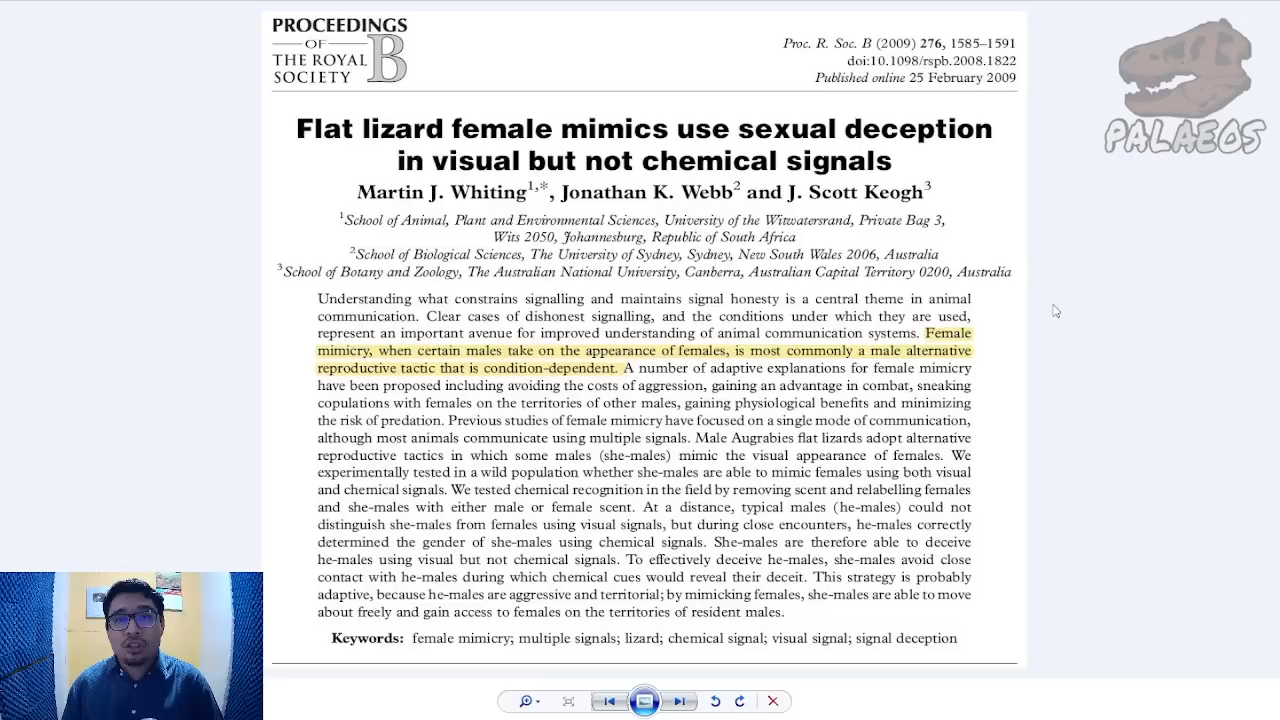 PROCEEDINGS
OF
THE ROYAL
SOCIETY
B
Proc. R. Soc. B (2009) 276, 1585–1591
doi:10.1098/rspb.2008.1822
Published online 25 February 2009
PALAEOS
Flat lizard female mimics use sexual deception
in visual but not chemical signals
Martin J. Whiting1,*, Jonathan K. Webb2 and J. Scott Keogh3
1School of Animal, Plant and Environmental Sciences, University of the Witwatersrand, Private Bag 3,
Wits 2050, Johannesburg, Republic of South Africa
2School of Biological Sciences, The University of Sydney, Sydney, New South Wales 2006, Australia
3School of Botany and Zoology, The Australian National University, Canberra, Australian Capital Territory 0200, Australia
Understanding what constrains signalling and maintains signal honesty is a central theme in animal
communication. Clear cases of dishonest signalling, and the conditions under which they are used,
represent an important avenue for improved understanding of animal communication systems. Female
mimicry, when certain males take on the appearance of females, is most commonly a male alternative
reproductive tactic that is condition-dependent. A number of adaptive explanations for female mimicry
have been proposed including avoiding the costs of aggression, gaining an advantage in combat, sneaking
copulations with females on the territories of other males, gaining physiological benefits and minimizing
the risk of predation. Previous studies of female mimicry have focused on a single mode of communication,
although most animals communicate using multiple signals. Male Augrabies flat lizards adopt alternative
reproductive tactics in which some males (she-males) mimic the visual appearance of females. We
experimentally tested in a wild population whether she-males are able to mimic females using both visual
and chemical signals. We tested chemical recognition in the field by removing scent and relabelling females
and she-males with either male or female scent. At a distance, typical males (he-males) could not
distinguish she-males from females using visual signals, but during close encounters, he-males correctly
determined the gender of she-males using chemical signals. She-males are therefore able to deceive
he-males using visual but not chemical signals. To effectively deceive he-males, she-males avoid close
contact with he-males during which chemical cues would reveal their deceit. This strategy is probably
adaptive, because he-males are aggressive and territorial; by mimicking females, she-males are able to move
about freely and gain access to females on the territories of resident males.
Keywords: female mimicry; multiple signals; lizard; chemical signal; visual signal; signal deception